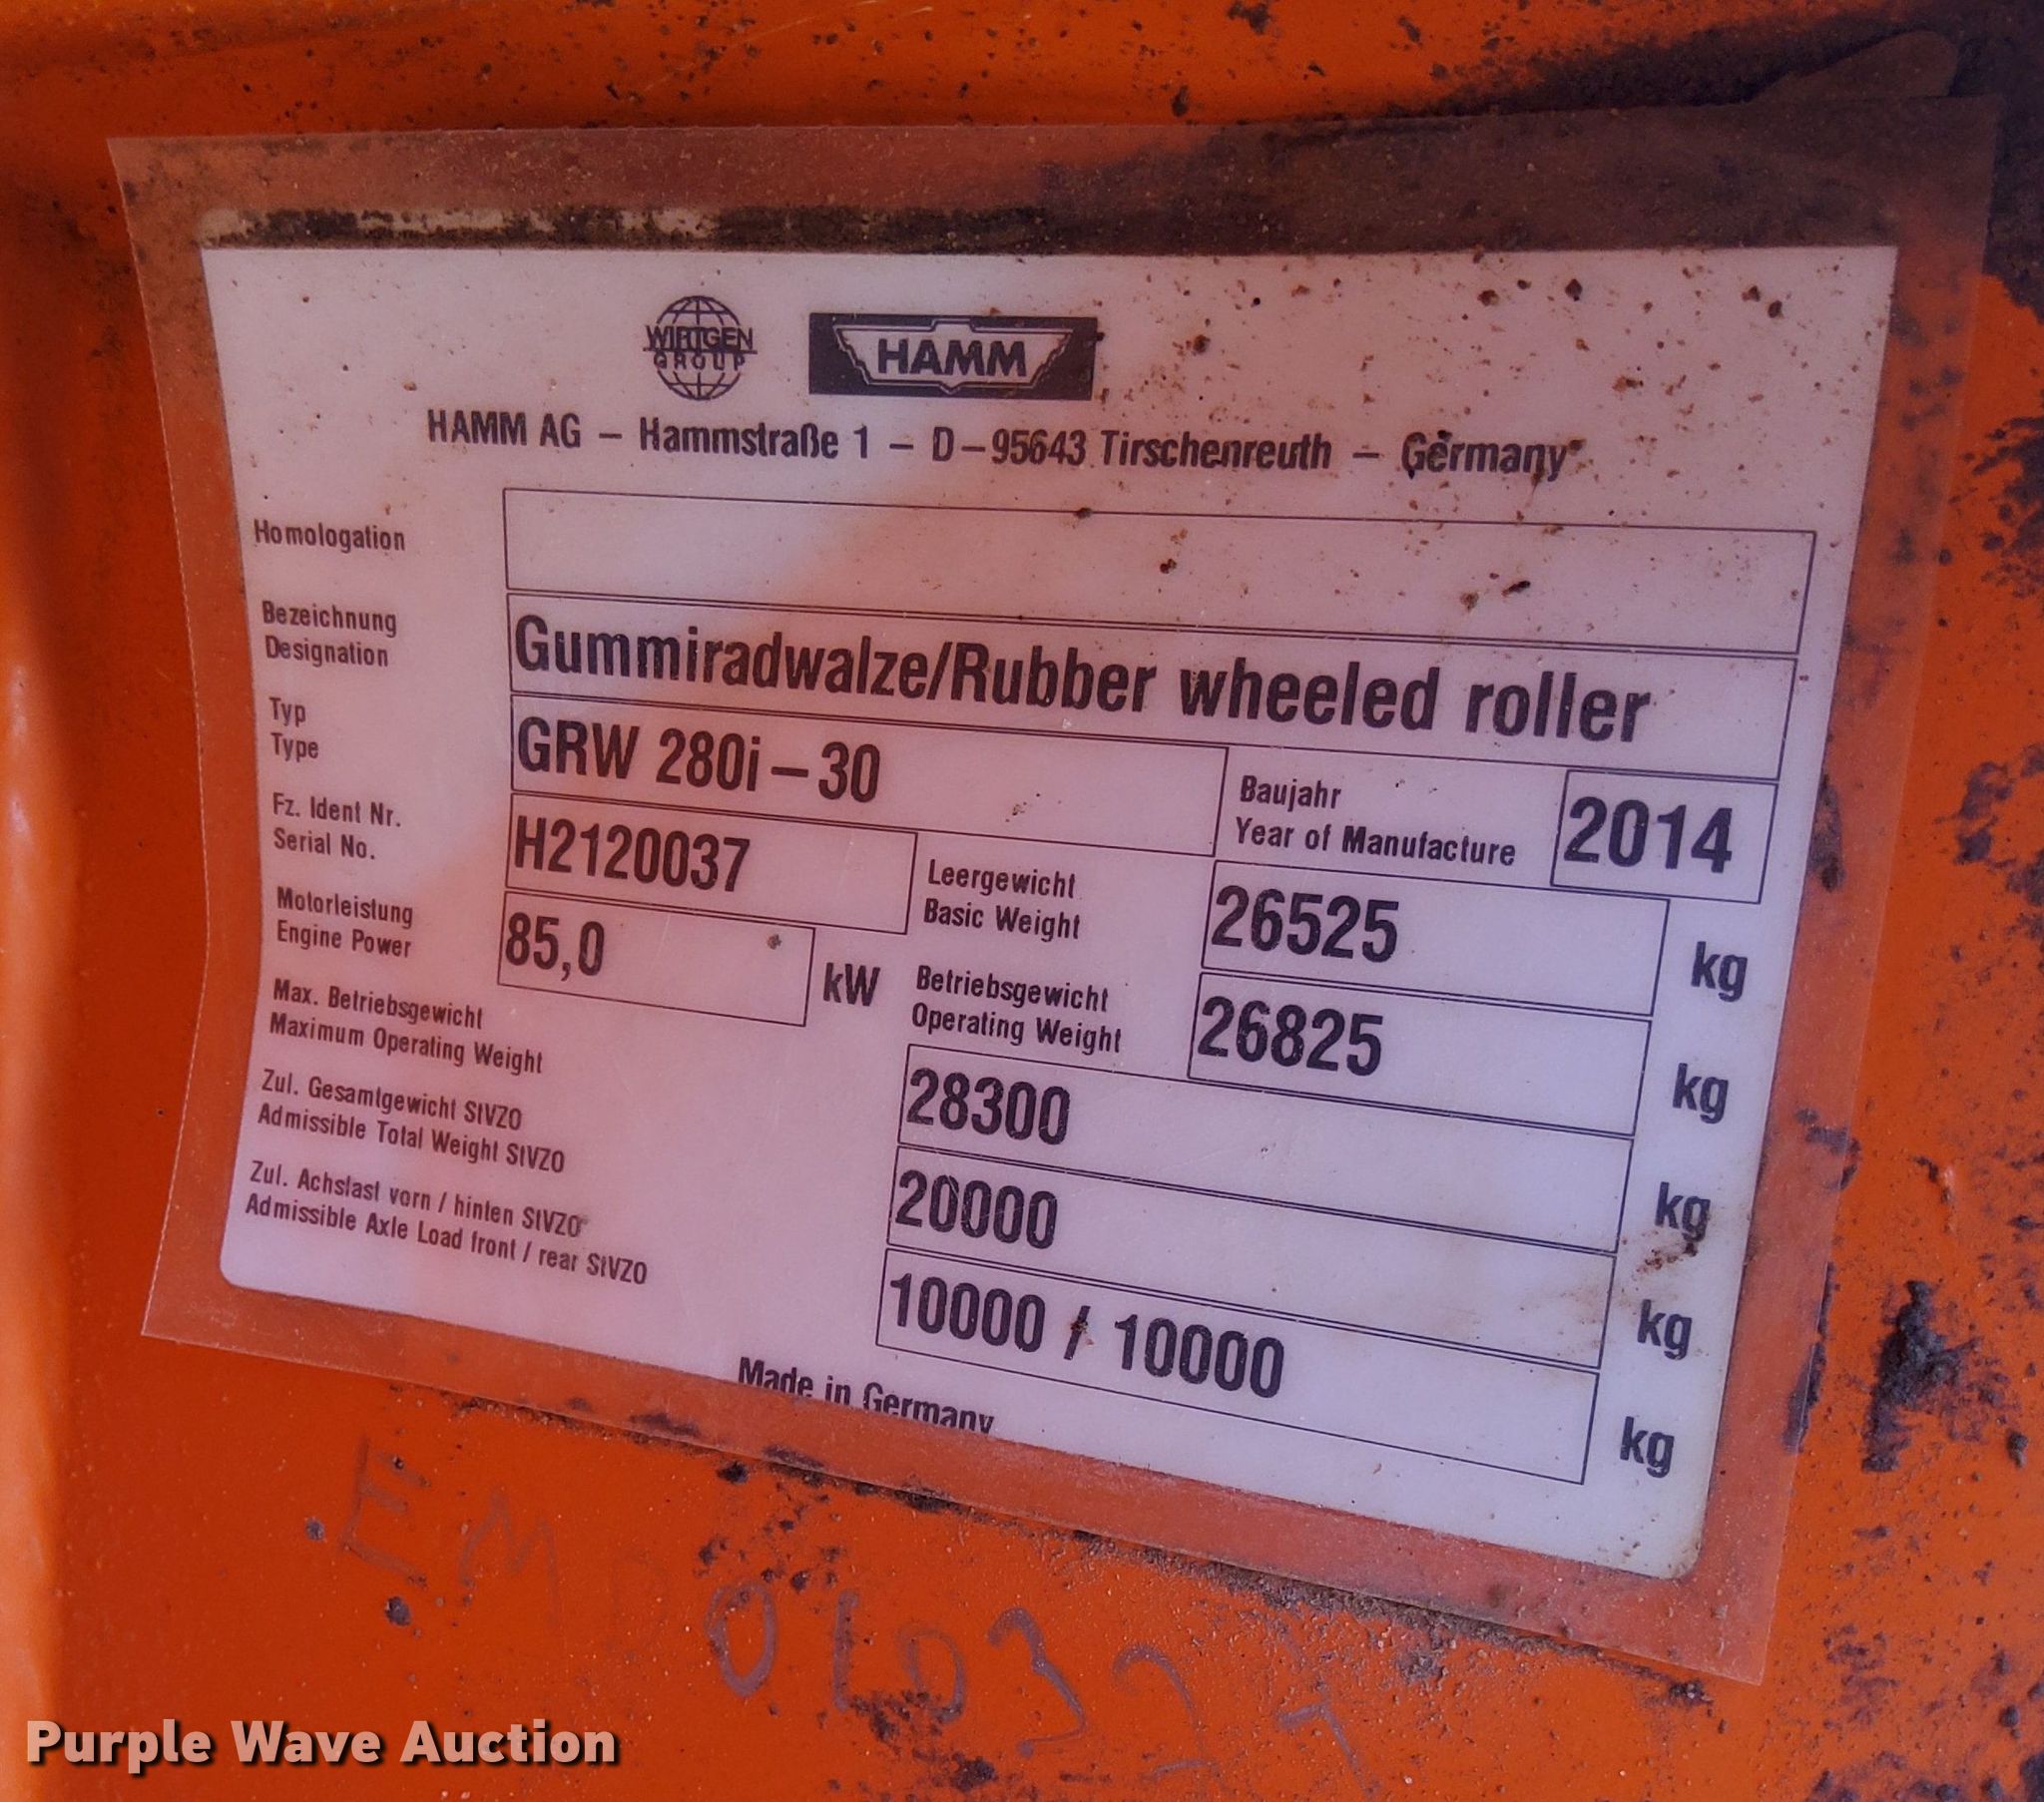 WIRTGEN
GROUP
HAMM
HAMM AG – Hammstraße 1 – D–95643 Tirschenreuth – Germany
Homologation
Bezeichnung
Designation
Gummiradwalze/Rubber wheeled roller
Typ
Type
GRW 280i–30
Baujahr
Year of Manufacture
2014
Fz. Ident Nr.
Serial No.
H2120037
Leergewicht
Basic Weight
26525 kg
Motorleistung
Engine Power
85,0 kW
Betriebsgewicht
Operating Weight
26825 kg
Max. Betriebsgewicht
Maximum Operating Weight
28300 kg
Zul. Gesamtgewicht StVZO
Admissible Total Weight StVZO
20000 kg
Zul. Achslast vorn / hinten StVZO
Admissible Axle Load front / rear StVZO
10000 / 10000 kg
Made in Germany
Purple Wave Auction